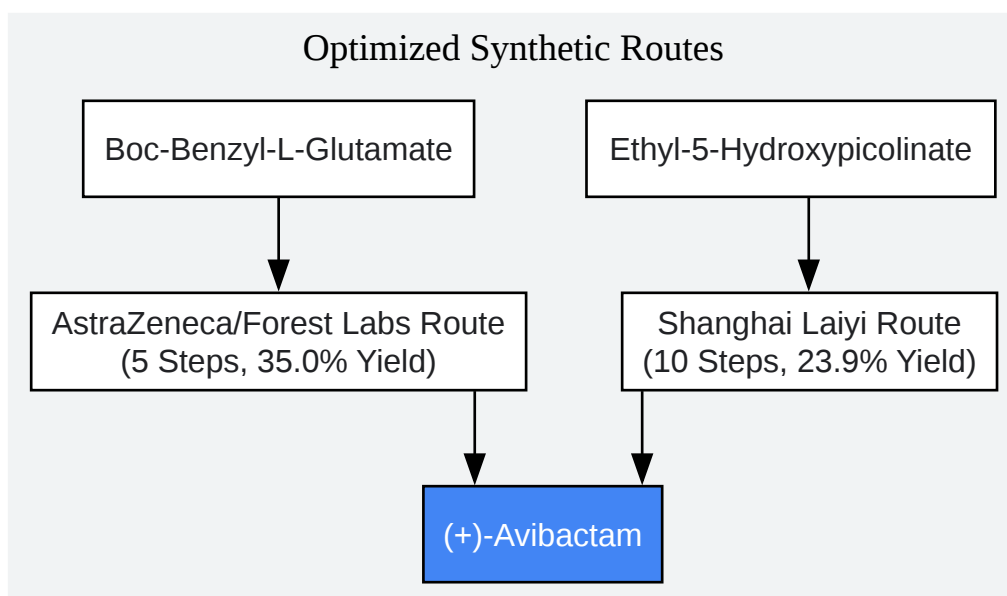 Optimized Synthetic Routes
Boc-Benzyl-L-Glutamate
Ethyl-5-Hydroxypicolinate
AstraZeneca/Forest Labs Route
(5 Steps, 35.0% Yield)
Shanghai Laiyi Route
(10 Steps, 23.9% Yield)
(+)-Avibactam